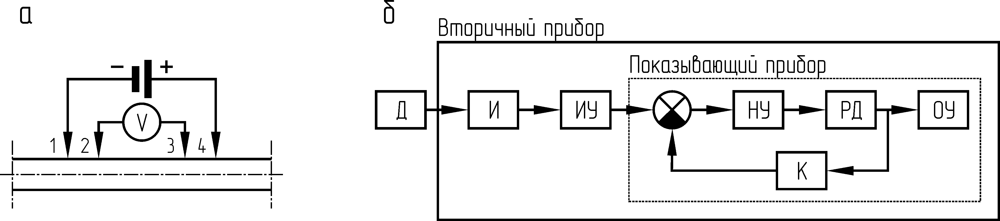 а
б
Вторичный прибор
Показывающий прибор
− +
V
1 2 3 4
Д И ИУ НУ РД ОУ
К